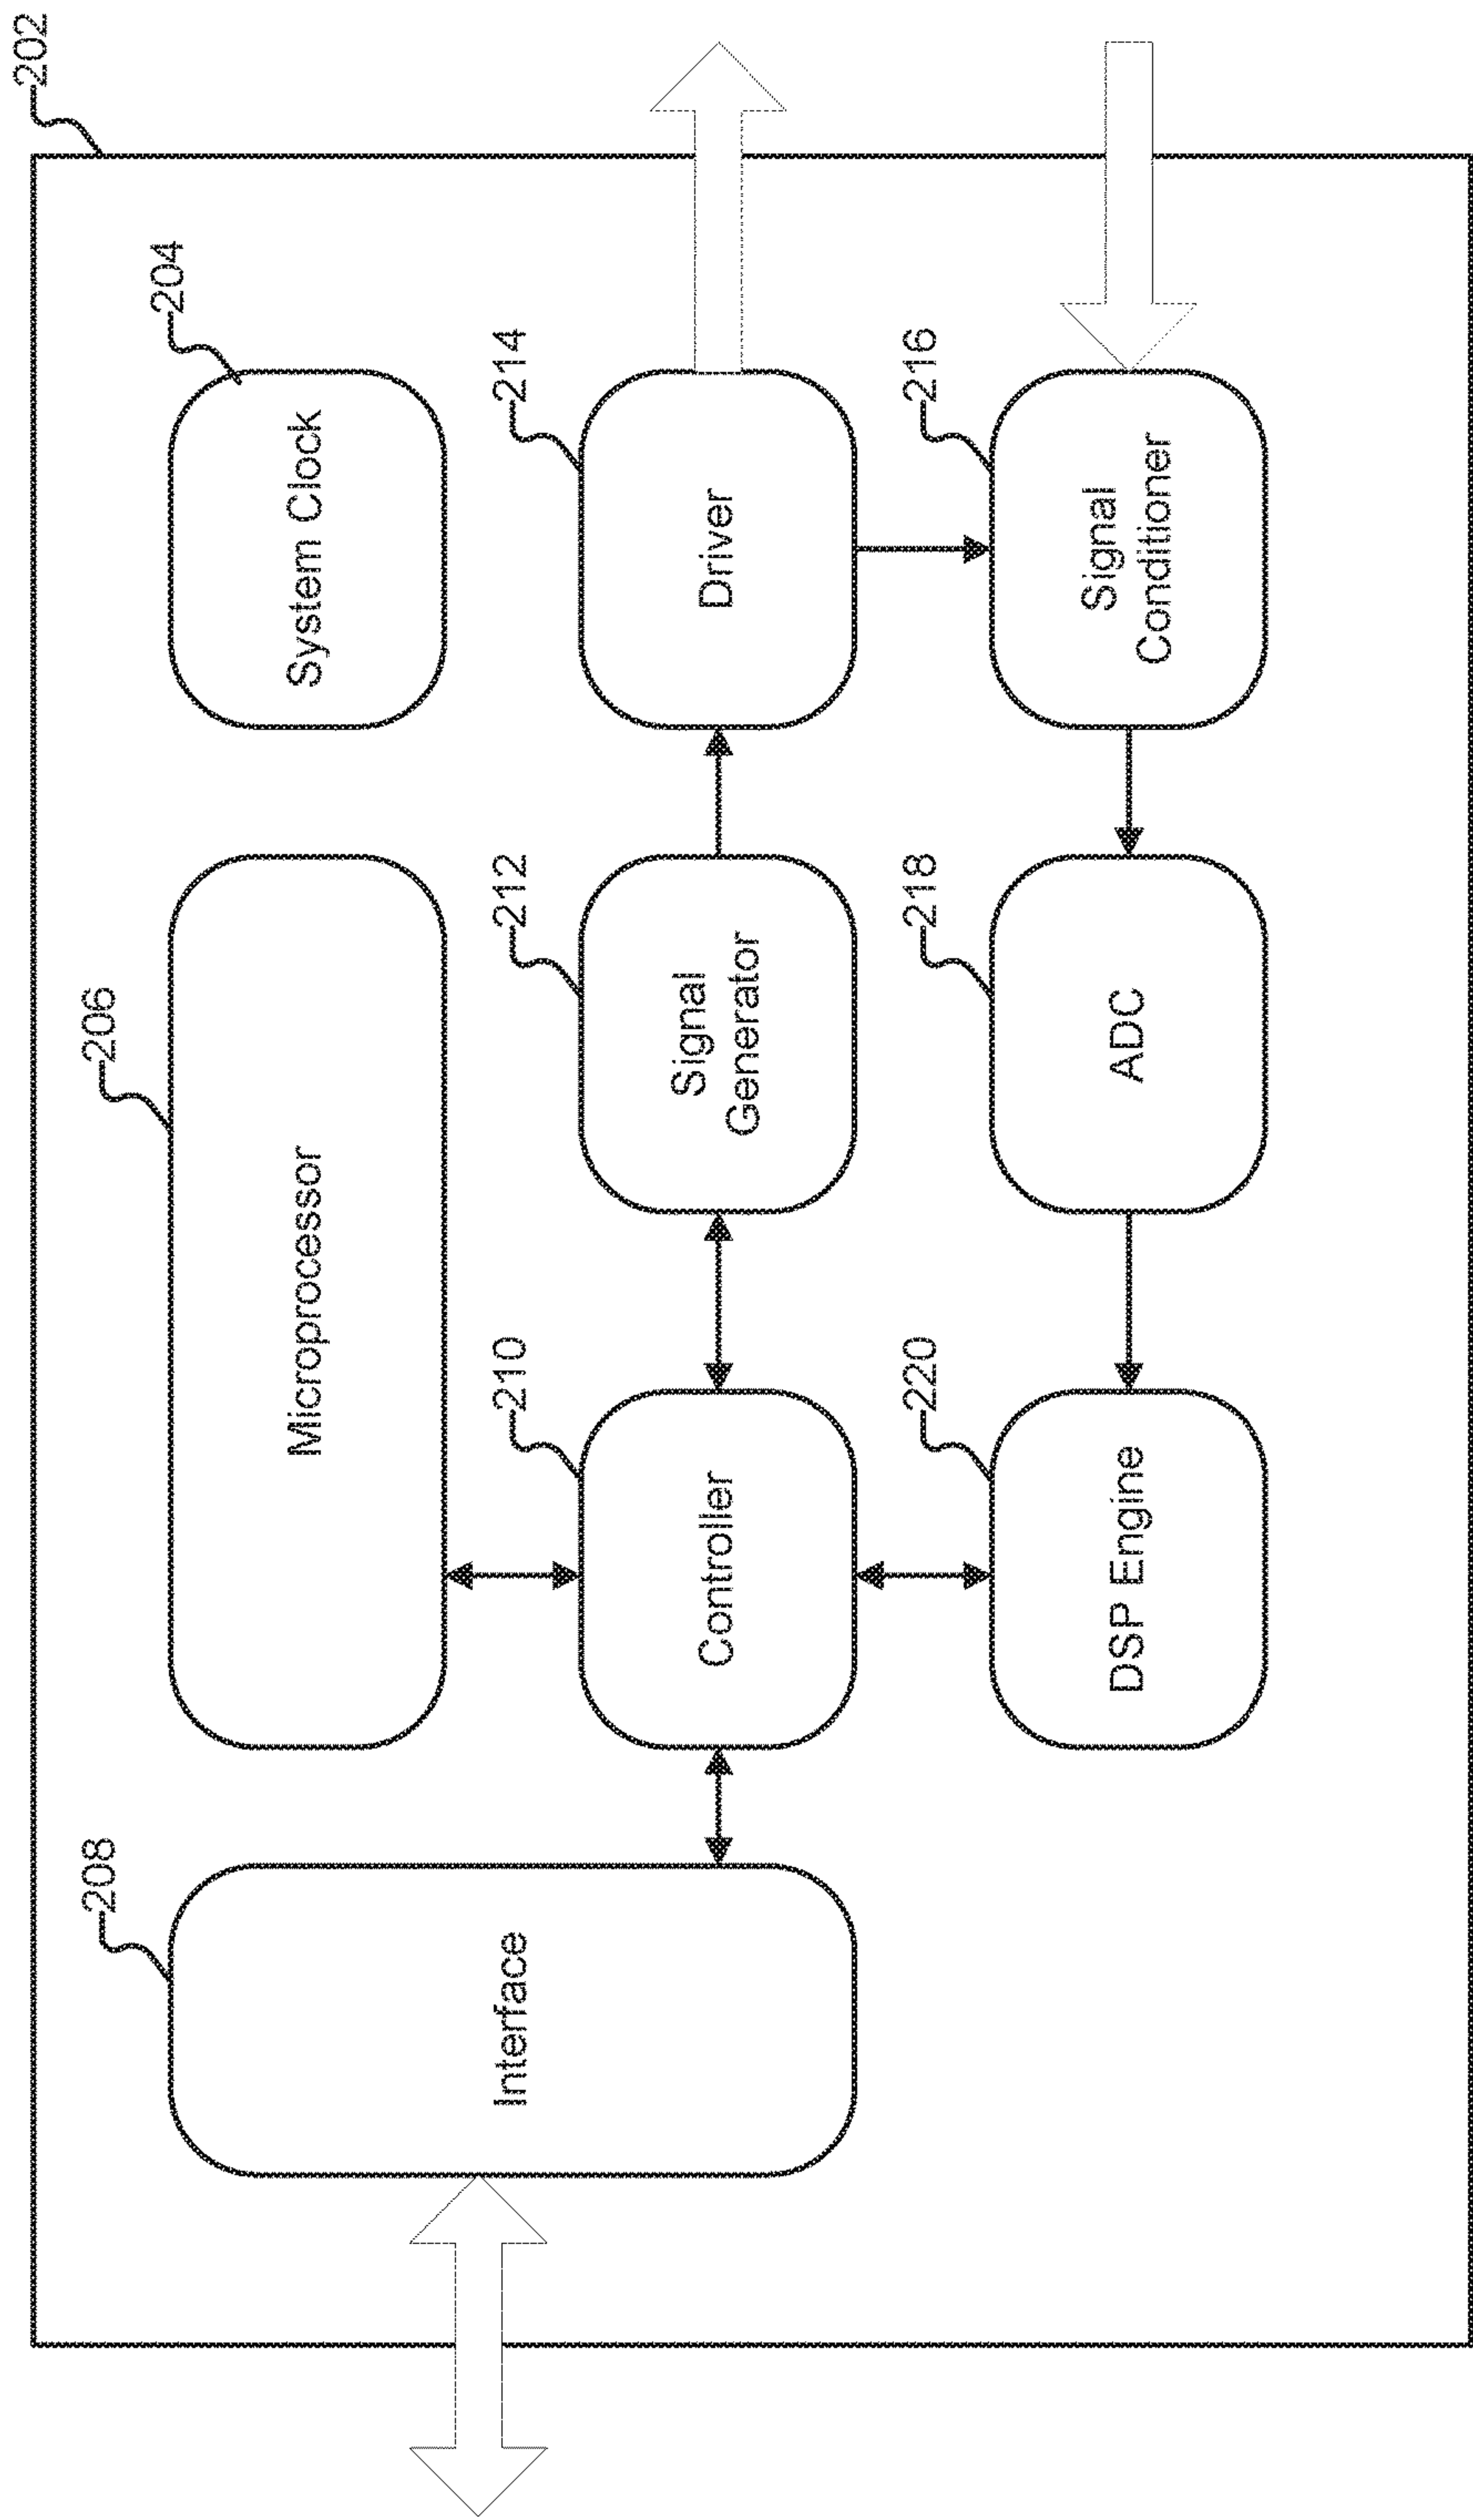 202
204
System Clock
206
Microprocessor
208
Interface
210
Controller
212
Signal
Generator
214
Driver
216
Signal
Conditioner
218
ADC
220
DSP Engine